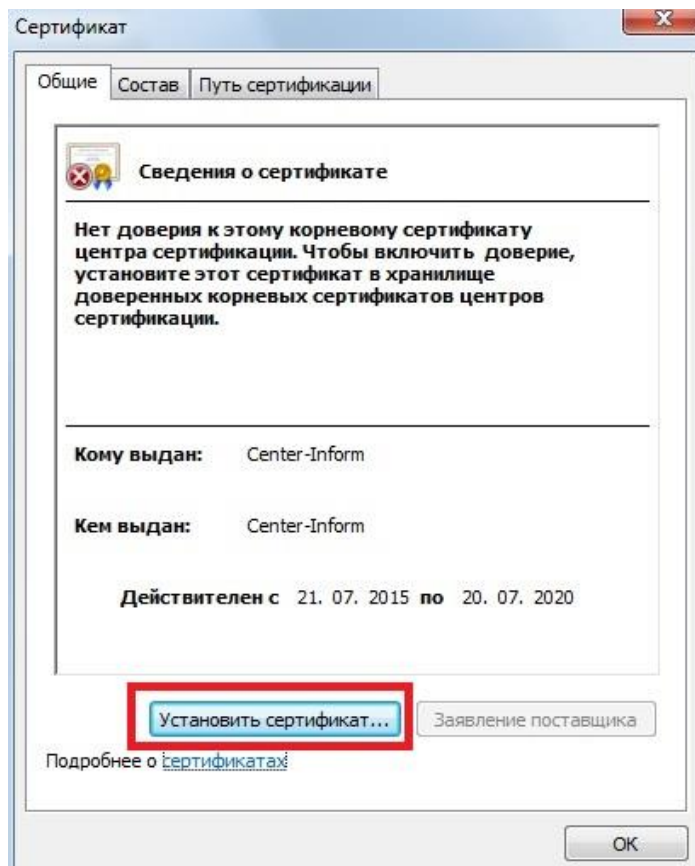 Сертификат
Общие Состав Путь сертификации
Сведения о сертификате
Нет доверия к этому корневому сертификату
центра сертификации. Чтобы включить доверие,
установите этот сертификат в хранилище
доверенных корневых сертификатов центров
сертификации.
Кому выдан: Center-Inform
Кем выдан: Center-Inform
Действителен с 21. 07. 2015 по 20. 07. 2020
Установить сертификат... Заявление поставщика
Подробнее о сертификатах
ОК